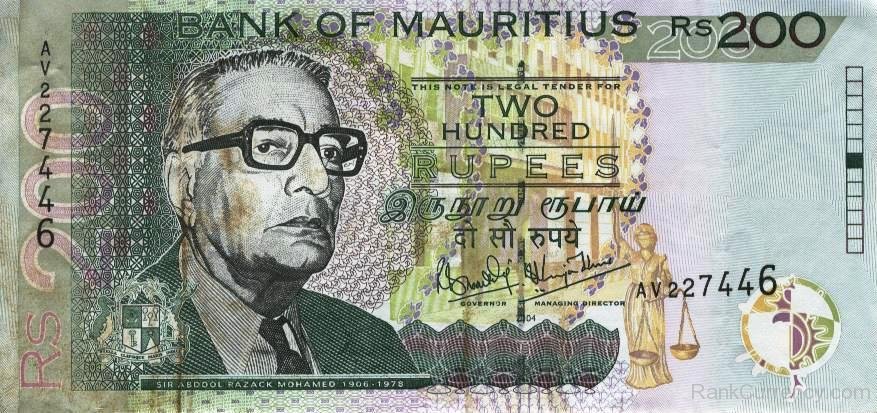 BANK OF MAURITIUS
RS200
200
AV227446
Rs 200
THIS NOTE IS LEGAL TENDER FOR
TWO
HUNDRED
RUPEES
இருநூறு ரூபாய்
दो सौ रुपये
GOVERNOR MANAGING DIRECTOR
2004
AV227446
SIR ABDOOL RAZACK MOHAMED 1906-1978
RankCurrency.com